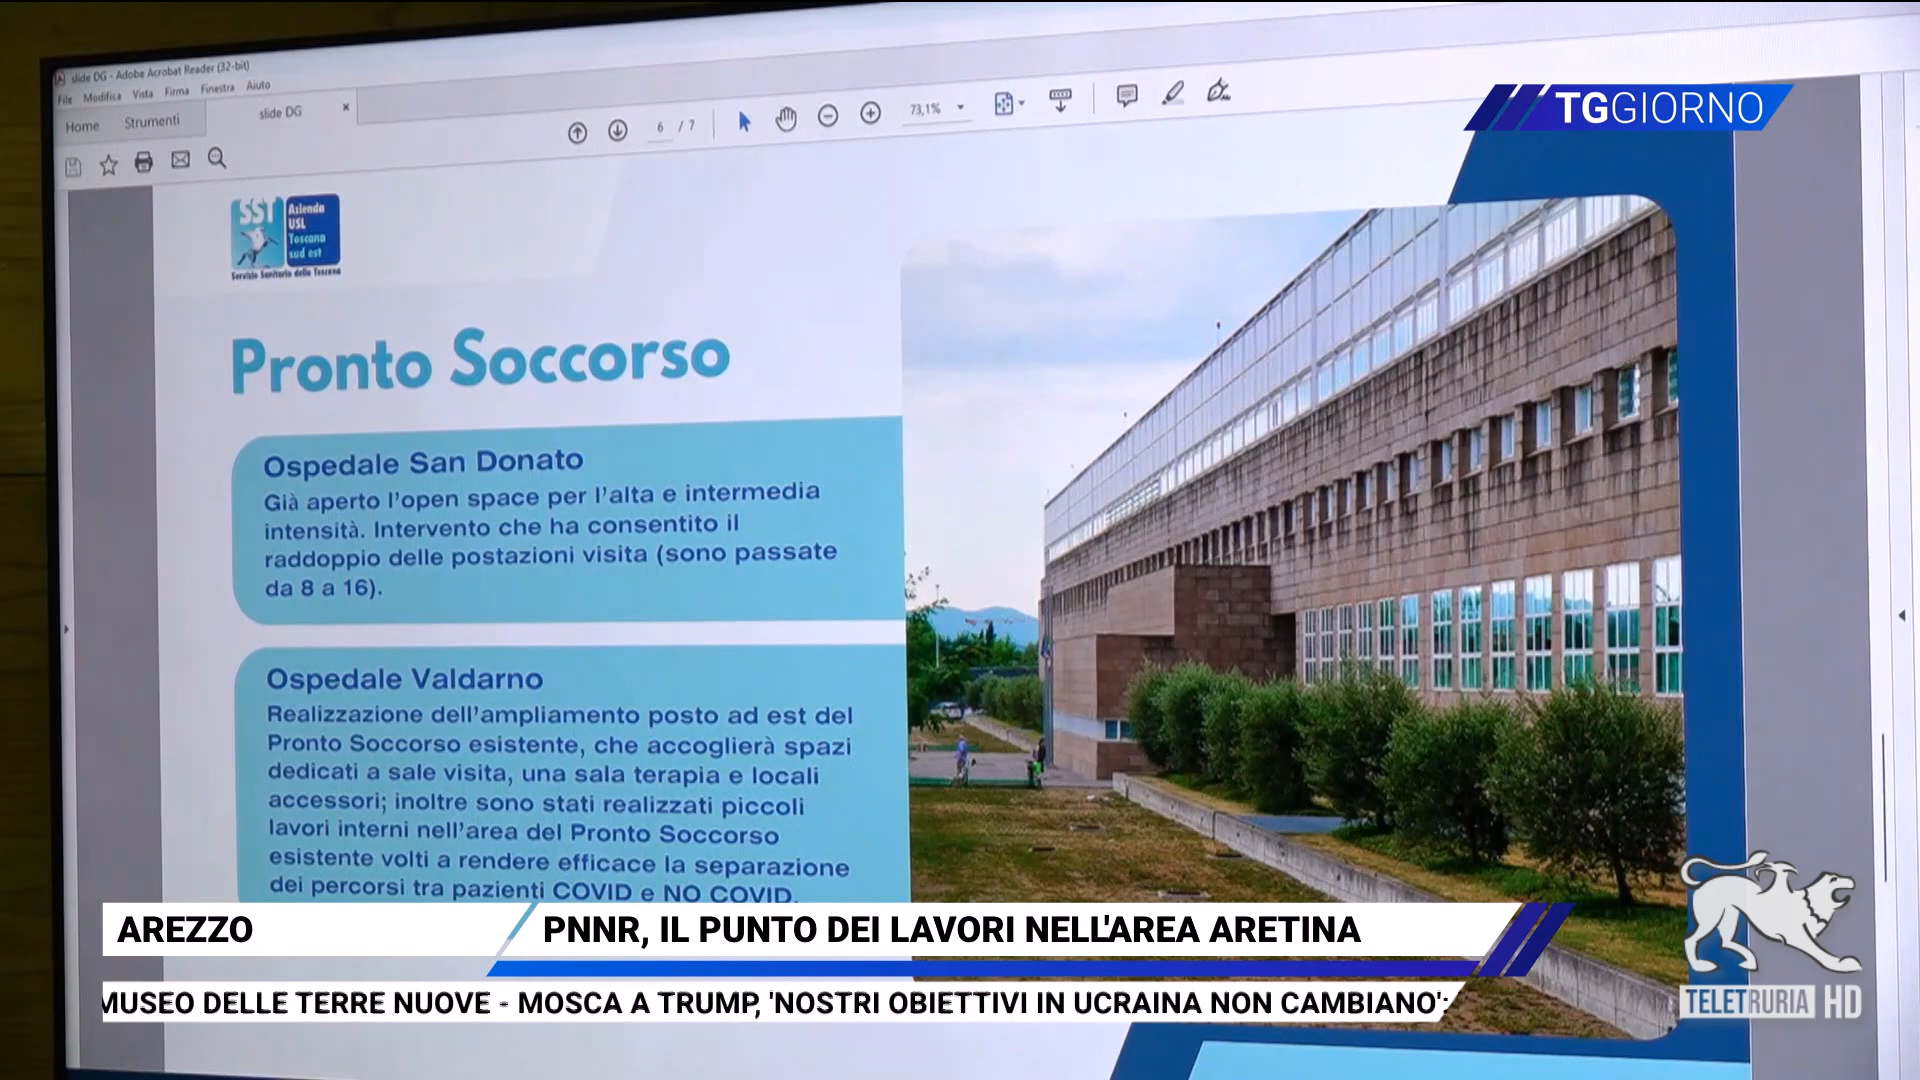 slide DG - Adobe Acrobat Reader (32-bit)
File Modifica Vista Firma Finestra Aiuto
Home Strumenti slide DG
6 / 7 73,1%
TGGIORNO
SST Azienda
USL
Toscana
sud est
Servizio Sanitario della Toscana
Pronto Soccorso
Ospedale San Donato
Già aperto l'open space per l'alta e intermedia
intensità. Intervento che ha consentito il
raddoppio delle postazioni visita (sono passate
da 8 a 16).
Ospedale Valdarno
Realizzazione dell'ampliamento posto ad est del
Pronto Soccorso esistente, che accoglierà spazi
dedicati a sale visita, una sala terapia e locali
accessori; inoltre sono stati realizzati piccoli
lavori interni nell'area del Pronto Soccorso
esistente volti a rendere efficace la separazione
dei percorsi tra pazienti COVID e NO COVID.
AREZZO PNNR, IL PUNTO DEI LAVORI NELL'AREA ARETINA
MUSEO DELLE TERRE NUOVE - MOSCA A TRUMP, 'NOSTRI OBIETTIVI IN UCRAINA NON CAMBIANO':
TELETRURIA HD